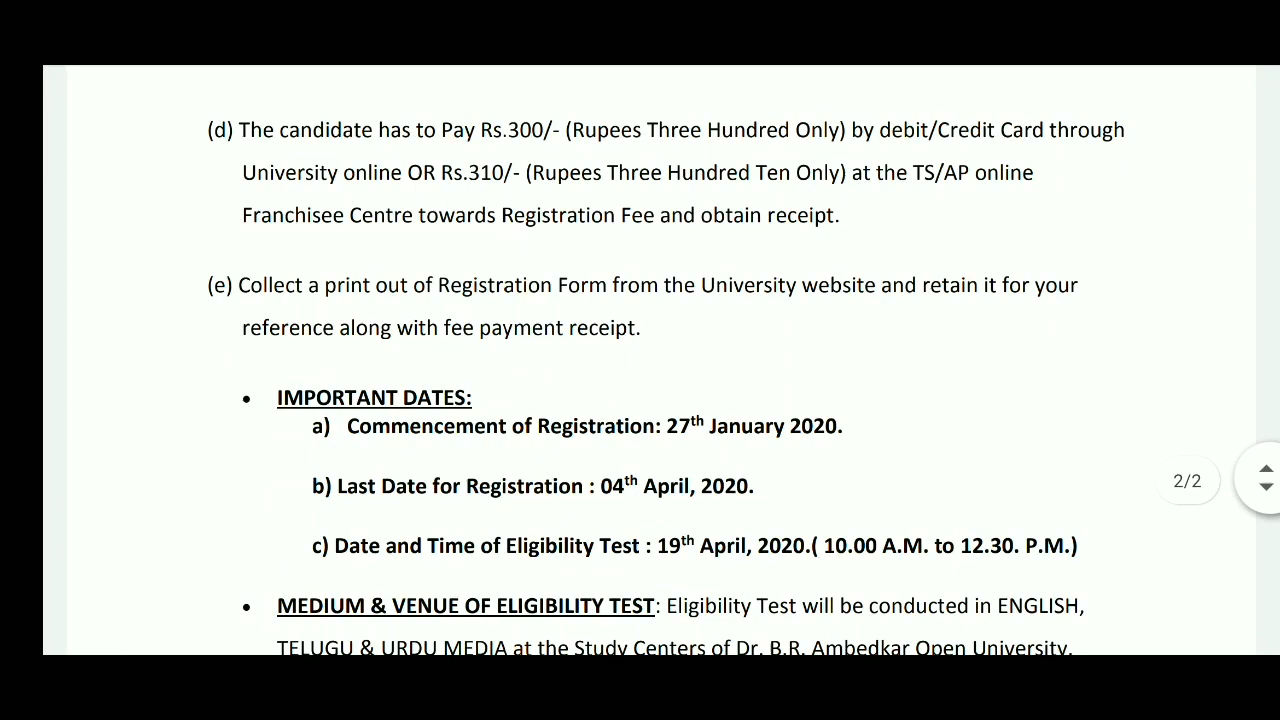 (d) The candidate has to Pay Rs.300/- (Rupees Three Hundred Only) by debit/Credit Card through
University online OR Rs.310/- (Rupees Three Hundred Ten Only) at the TS/AP online
Franchisee Centre towards Registration Fee and obtain receipt.
(e) Collect a print out of Registration Form from the University website and retain it for your
reference along with fee payment receipt.
• IMPORTANT DATES:
a) Commencement of Registration: 27th January 2020.
b) Last Date for Registration : 04th April, 2020.
2/2
c) Date and Time of Eligibility Test : 19th April, 2020.( 10.00 A.M. to 12.30. P.M.)
• MEDIUM & VENUE OF ELIGIBILITY TEST: Eligibility Test will be conducted in ENGLISH,
TELUGU & URDU MEDIA at the Study Centers of Dr. B.R. Ambedkar Open University.